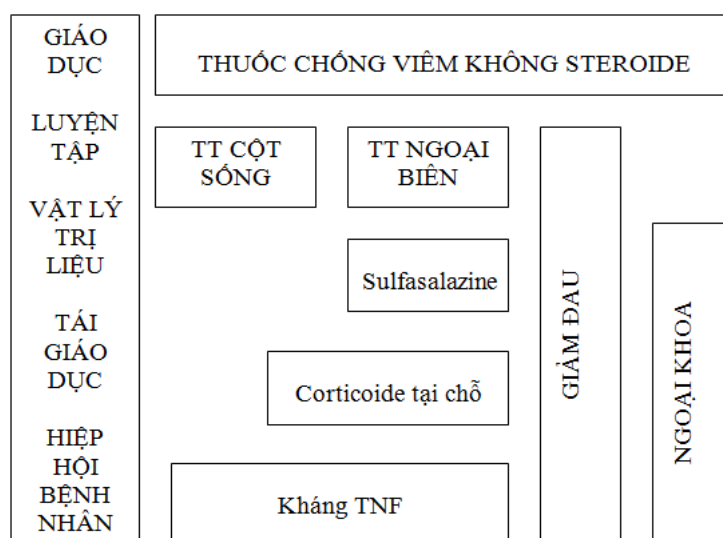 GIÁO
DỤC
LUYỆN
TẬP
VẬT LÝ
TRỊ
LIỆU
TÁI
GIÁO
DỤC
HIỆP
HỘI
BỆNH
NHÂN
THUỐC CHỐNG VIÊM KHÔNG STEROIDE
TT CỘT
SỐNG
TT NGOẠI
BIÊN
Sulfasalazine
Corticoide tại chỗ
Kháng TNF
GIẢM ĐAU
NGOẠI KHOA